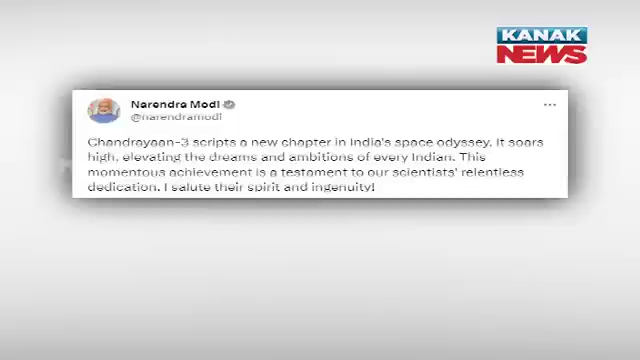 KANAK
NEWS
Narendra Modi
@narendramodi
Chandrayaan-3 scripts a new chapter in India's space odyssey. It soars
high, elevating the dreams and ambitions of every Indian. This
momentous achievement is a testament to our scientists' relentless
dedication. I salute their spirit and ingenuity!